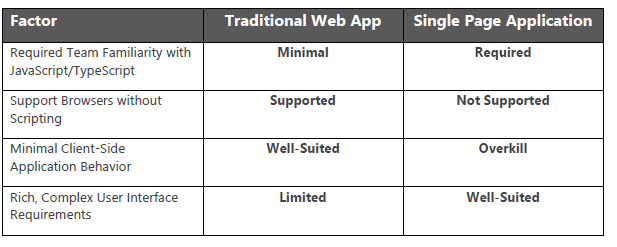 Factor Traditional Web App Single Page Application
Required Team Familiarity with Minimal Required
JavaScript/TypeScript
Support Browsers without Supported Not Supported
Scripting
Minimal Client-Side Well-Suited Overkill
Application Behavior
Rich, Complex User Interface Limited Well-Suited
Requirements